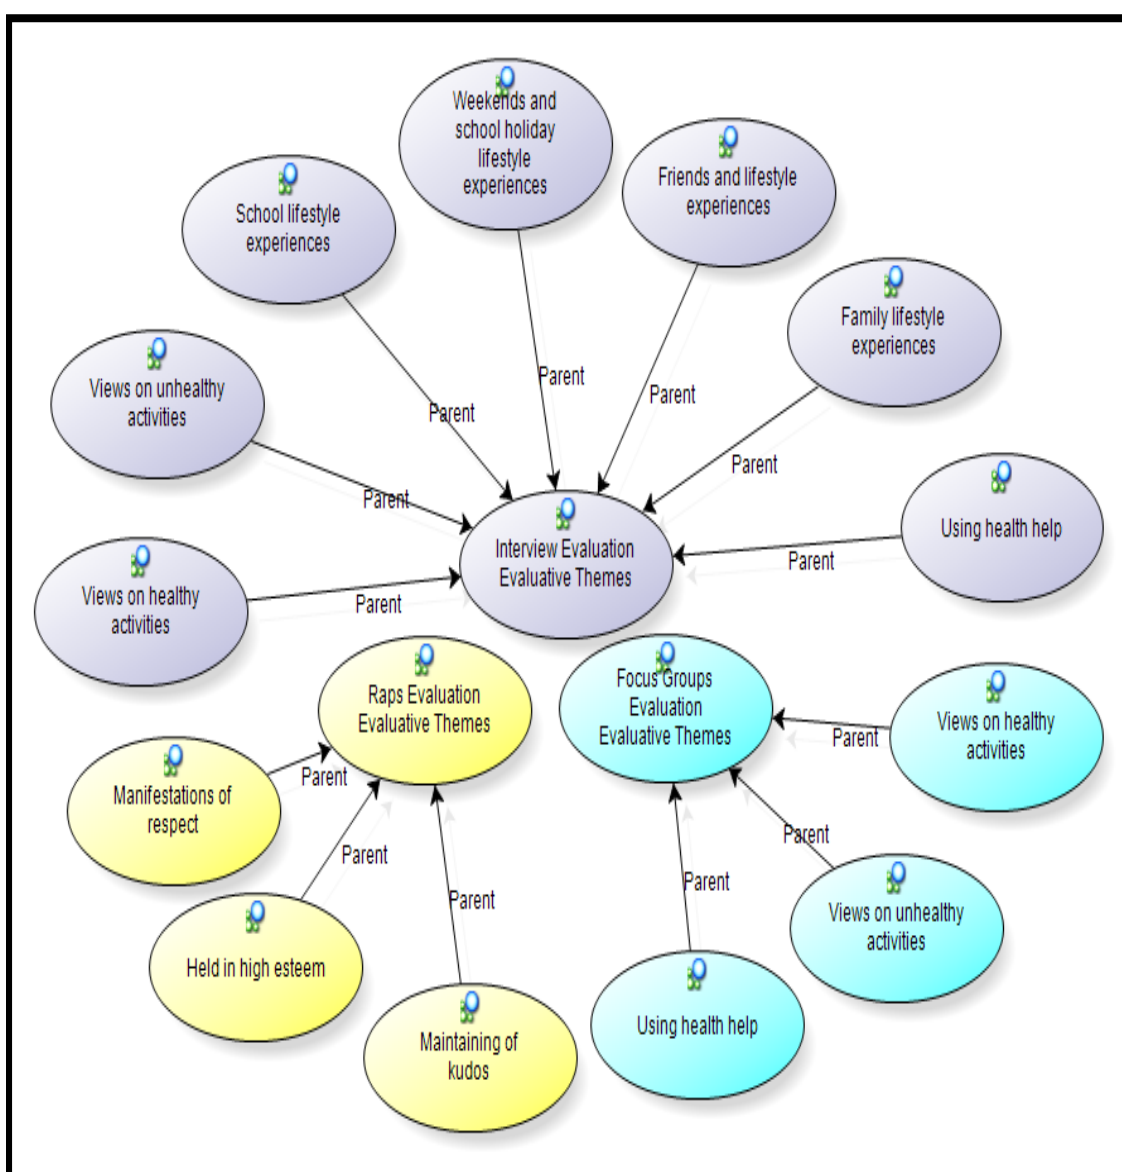 Weekends and
school holiday
lifestyle
experiences
Friends and lifestyle
experiences
School lifestyle
experiences
Family lifestyle
experiences
Views on unhealthy
activities
Parent
Parent
Parent
Parent
Parent
Using health help
Interview Evaluation
Evaluative Themes
Parent
Views on healthy
activities
Parent
Raps Evaluation
Evaluative Themes
Focus Groups
Evaluation
Evaluative Themes
Views on healthy
activities
Parent
Parent
Manifestations of
respect
Parent
Parent
Parent
Parent
Views on unhealthy
activities
Held in high esteem
Using health help
Maintaining of
kudos